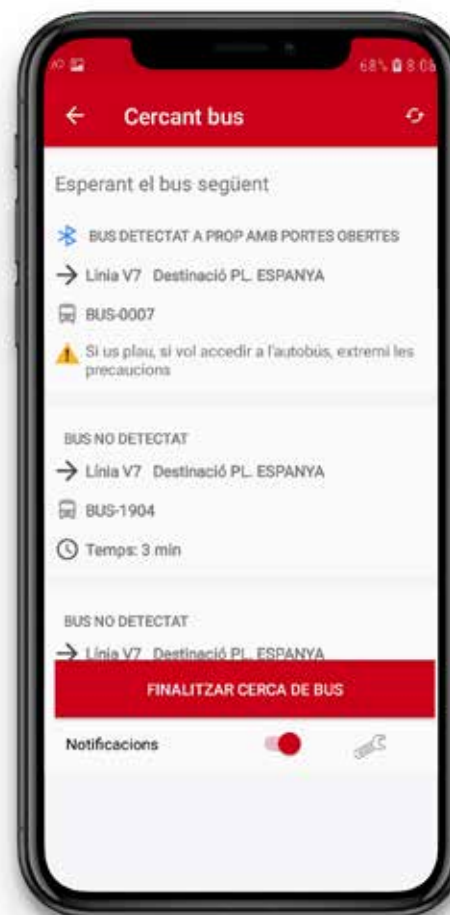 68% 8:08
Cercant bus
Esperant el bus següent
BUS DETECTAT A PROP AMB PORTES OBERTES
Línia V7 Destinació PL. ESPANYA
BUS-0007
Si us plau, si vol accedir a l'autobús, extremi les
precaucions
BUS NO DETECTAT
Línia V7 Destinació PL. ESPANYA
BUS-1904
Temps: 3 min
BUS NO DETECTAT
Línia V7 Destinació PL. ESPANYA
FINALITZAR CERCA DE BUS
Notificacions